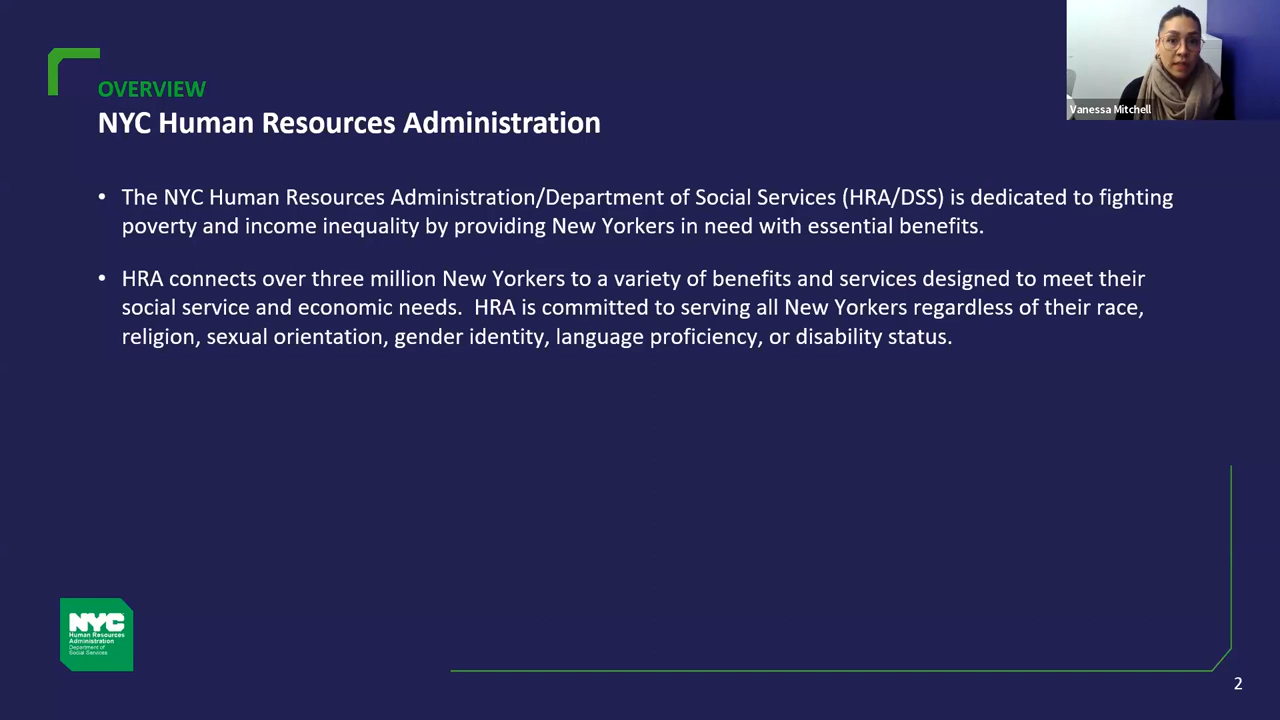 OVERVIEW
NYC Human Resources Administration
• The NYC Human Resources Administration/Department of Social Services (HRA/DSS) is dedicated to fighting
poverty and income inequality by providing New Yorkers in need with essential benefits.
• HRA connects over three million New Yorkers to a variety of benefits and services designed to meet their
social service and economic needs.  HRA is committed to serving all New Yorkers regardless of their race,
religion, sexual orientation, gender identity, language proficiency, or disability status.
Vanessa Mitchell
NYC
Human Resources
Administration
Department of
Social Services
2